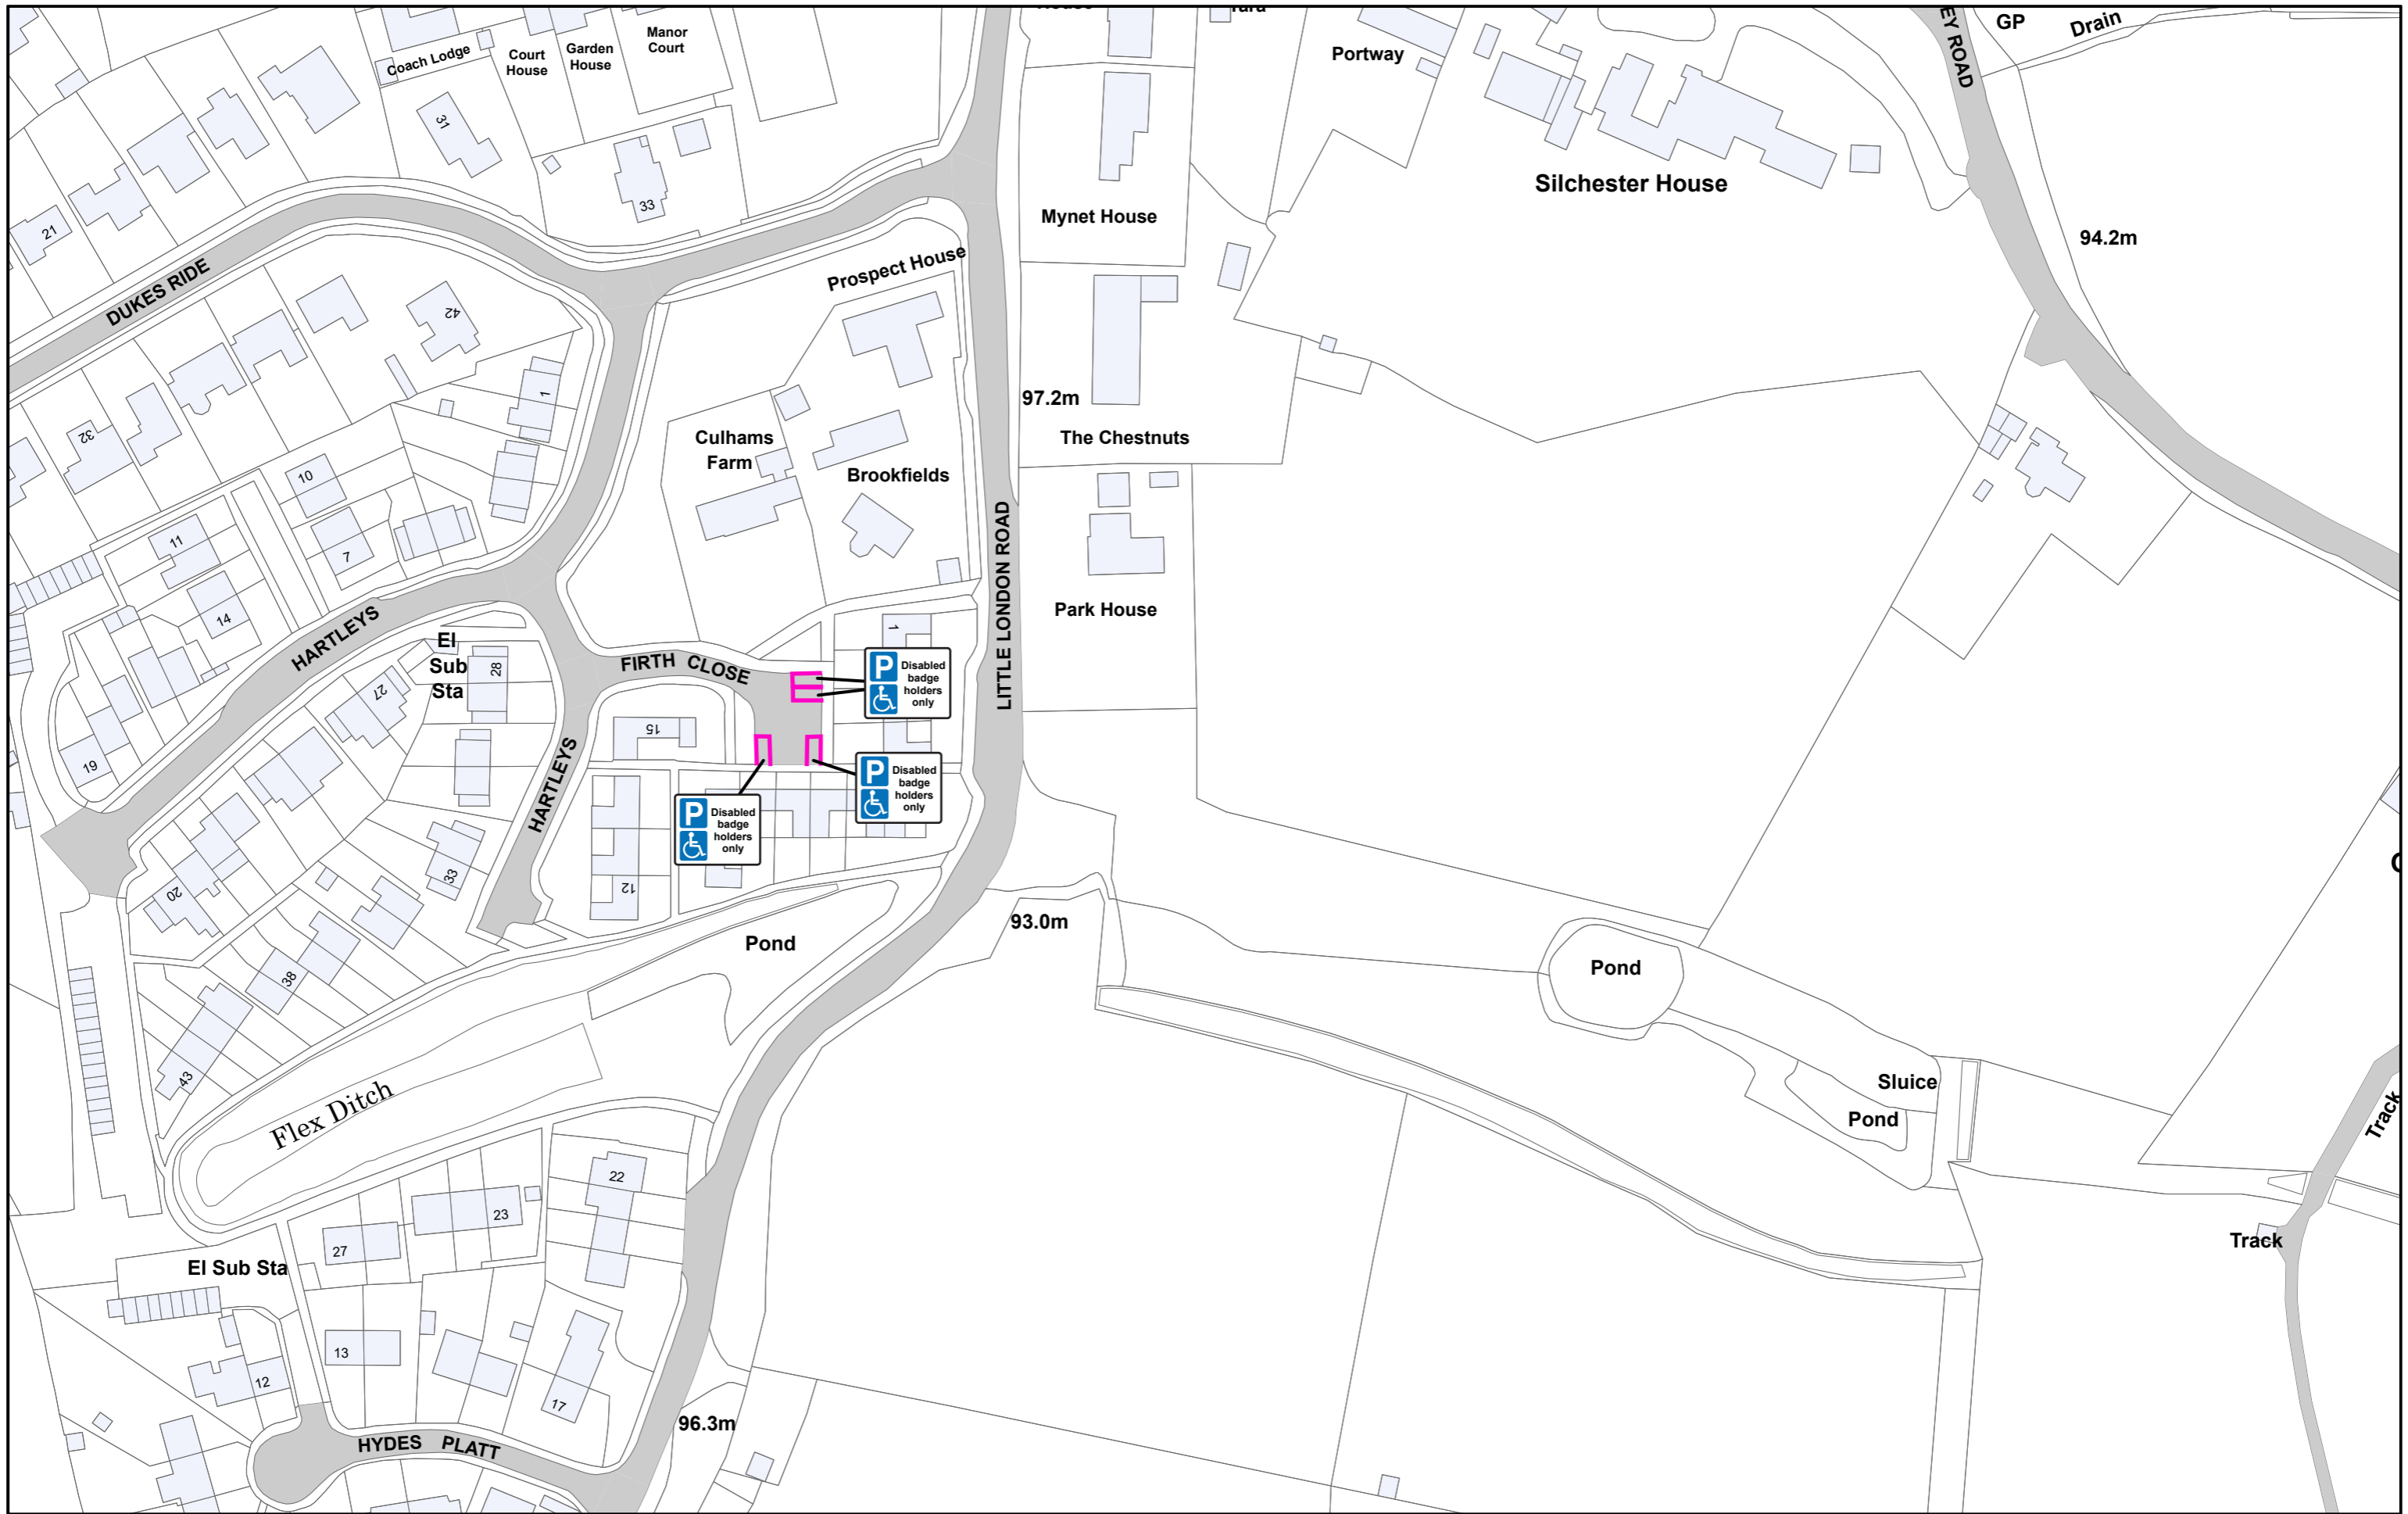 Coach Lodge
Court
House
Garden
House
Manor
Court
Portway
EY ROAD
GP
Drain
31
33
21
Silchester House
Mynet House
94.2m
DUKES RIDE
Prospect House
42
1
97.2m
The Chestnuts
32
Culhams
Farm
Brookfields
10
11
7
14
LITTLE LONDON ROAD
Park House
HARTLEYS
El
Sub
Sta
28
27
FIRTH CLOSE
1
P Disabled
badge
holders
only
15
19
HARTLEYS
P Disabled
badge
holders
only
P Disabled
badge
holders
only
33
20
12
93.0m
Pond
Pond
38
43
Flex Ditch
Sluice
Pond
Track
22
23
27
Track
El Sub Sta
13
12
17
96.3m
HYDES PLATT